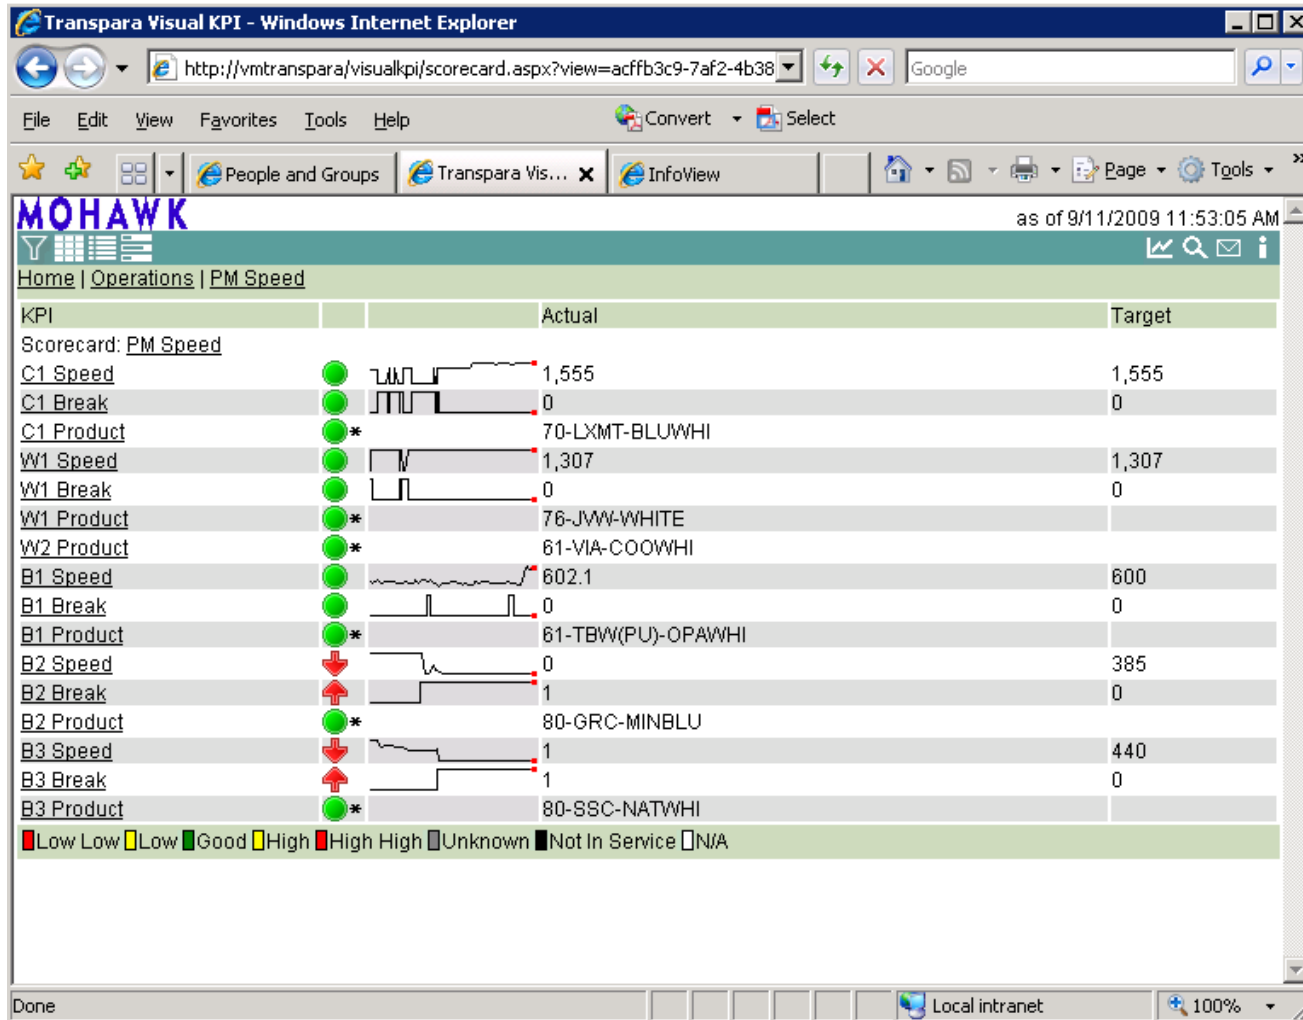 Transpara Visual KPI - Windows Internet Explorer
http://vmtranspara/visualkpi/scorecard.aspx?view=acffb3c9-7af2-4b38
Google
File Edit View Favorites Tools Help Convert Select
People and Groups Transpara Vis... InfoView Page Tools
MOHAWK as of 9/11/2009 11:53:05 AM
Home | Operations | PM Speed
KPI Actual Target
Scorecard: PM Speed
C1 Speed 1,555 1,555
C1 Break 0 0
C1 Product * 70-LXMT-BLUWHI
W1 Speed 1,307 1,307
W1 Break 0 0
W1 Product * 76-JVW-WHITE
W2 Product * 61-VIA-COOWHI
B1 Speed 602.1 600
B1 Break 0 0
B1 Product * 61-TBW(PU)-OPAWHI
B2 Speed 0 385
B2 Break 1 0
B2 Product * 80-GRC-MINBLU
B3 Speed 1 440
B3 Break 1 0
B3 Product * 80-SSC-NATWHI
Low Low Low Good High High High Unknown Not In Service N/A
Done Local intranet 100%